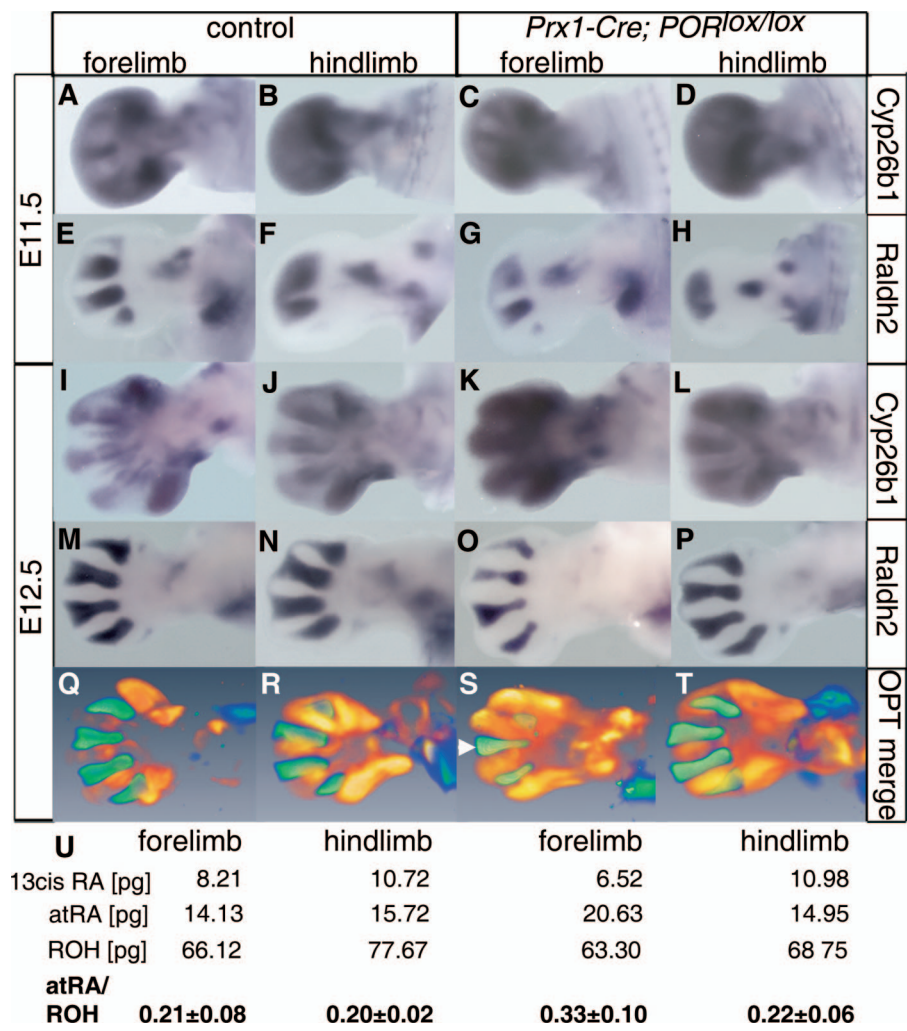 control Prx1-Cre; PORlox/lox
forelimb hindlimb forelimb hindlimb
E11.5
A B C D Cyp26b1
E F G H Raldh2
E12.5
I J K L Cyp26b1
M N O P Raldh2
Q R S T OPT merge
U forelimb hindlimb forelimb hindlimb
13cis RA [pg] 8.21 10.72 6.52 10.98
atRA [pg] 14.13 15.72 20.63 14.95
ROH [pg] 66.12 77.67 63.30 68 75
atRA/
ROH 0.21±0.08 0.20±0.02 0.33±0.10 0.22±0.06